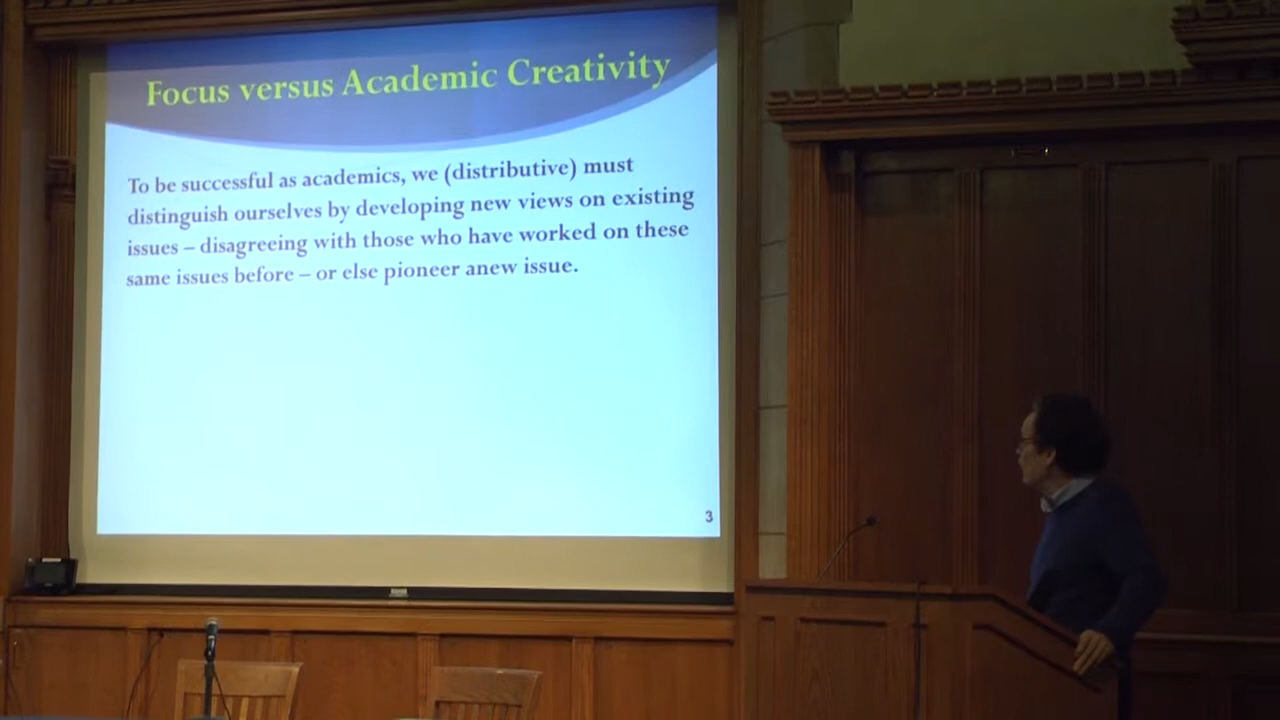 Focus versus Academic Creativity
To be successful as academics, we (distributive) must
distinguish ourselves by developing new views on existing
issues – disagreeing with those who have worked on these
same issues before – or else pioneer anew issue.
3